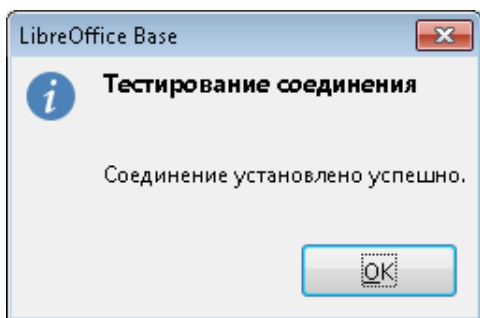 LibreOffice Base
Тестирование соединения
Соединение установлено успешно.
OK